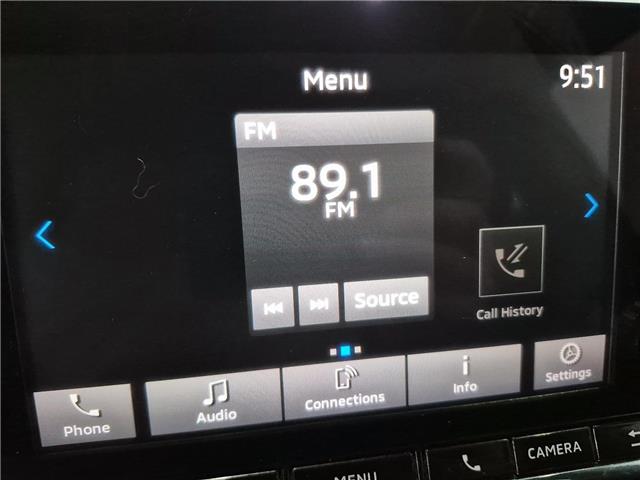 Menu
9:51
FM
89.1
FM
Source
Call History
Phone
Audio
Connections
Info
Settings
MENU
CAMERA